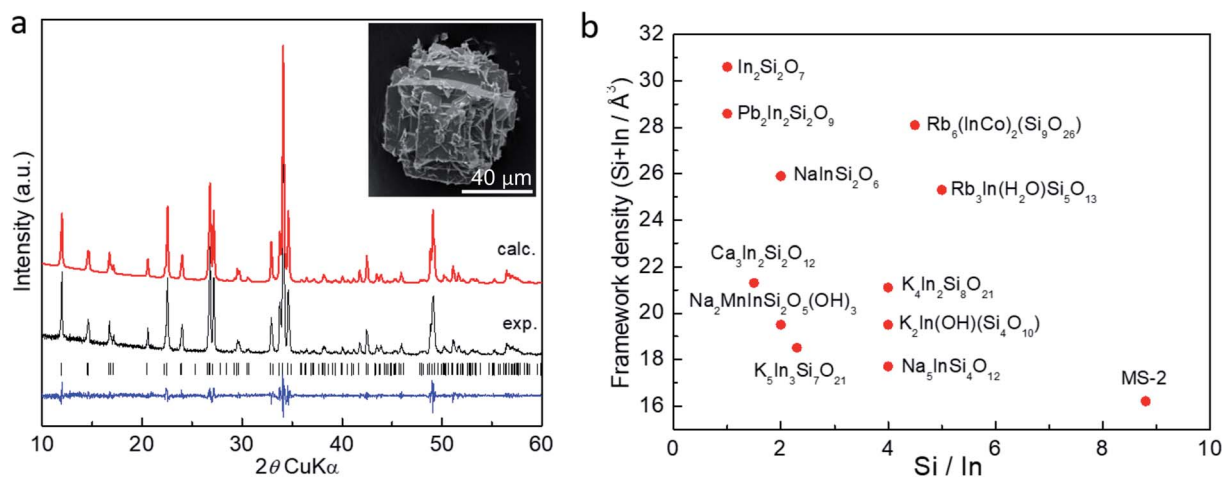 a
Intensity (a.u.)
calc.
exp.
40 μm
10 20 30 40 50 60
2θ CuKα
b
Framework density (Si+In / Å³)
32
30
28
26
24
22
20
18
16
In₂Si₂O₇
Pb₂In₂Si₂O₉
Rb₆(InCo)₂(Si₉O₂₆)
NaInSi₂O₆
Rb₃In(H₂O)Si₅O₁₃
Ca₃In₂Si₂O₁₂
K₄In₂Si₈O₂₁
Na₂MnInSi₂O₅(OH)₃
K₂In(OH)(Si₄O₁₀)
K₅In₃Si₇O₂₁
Na₅InSi₄O₁₂
MS-2
0 2 4 6 8 10
Si / In